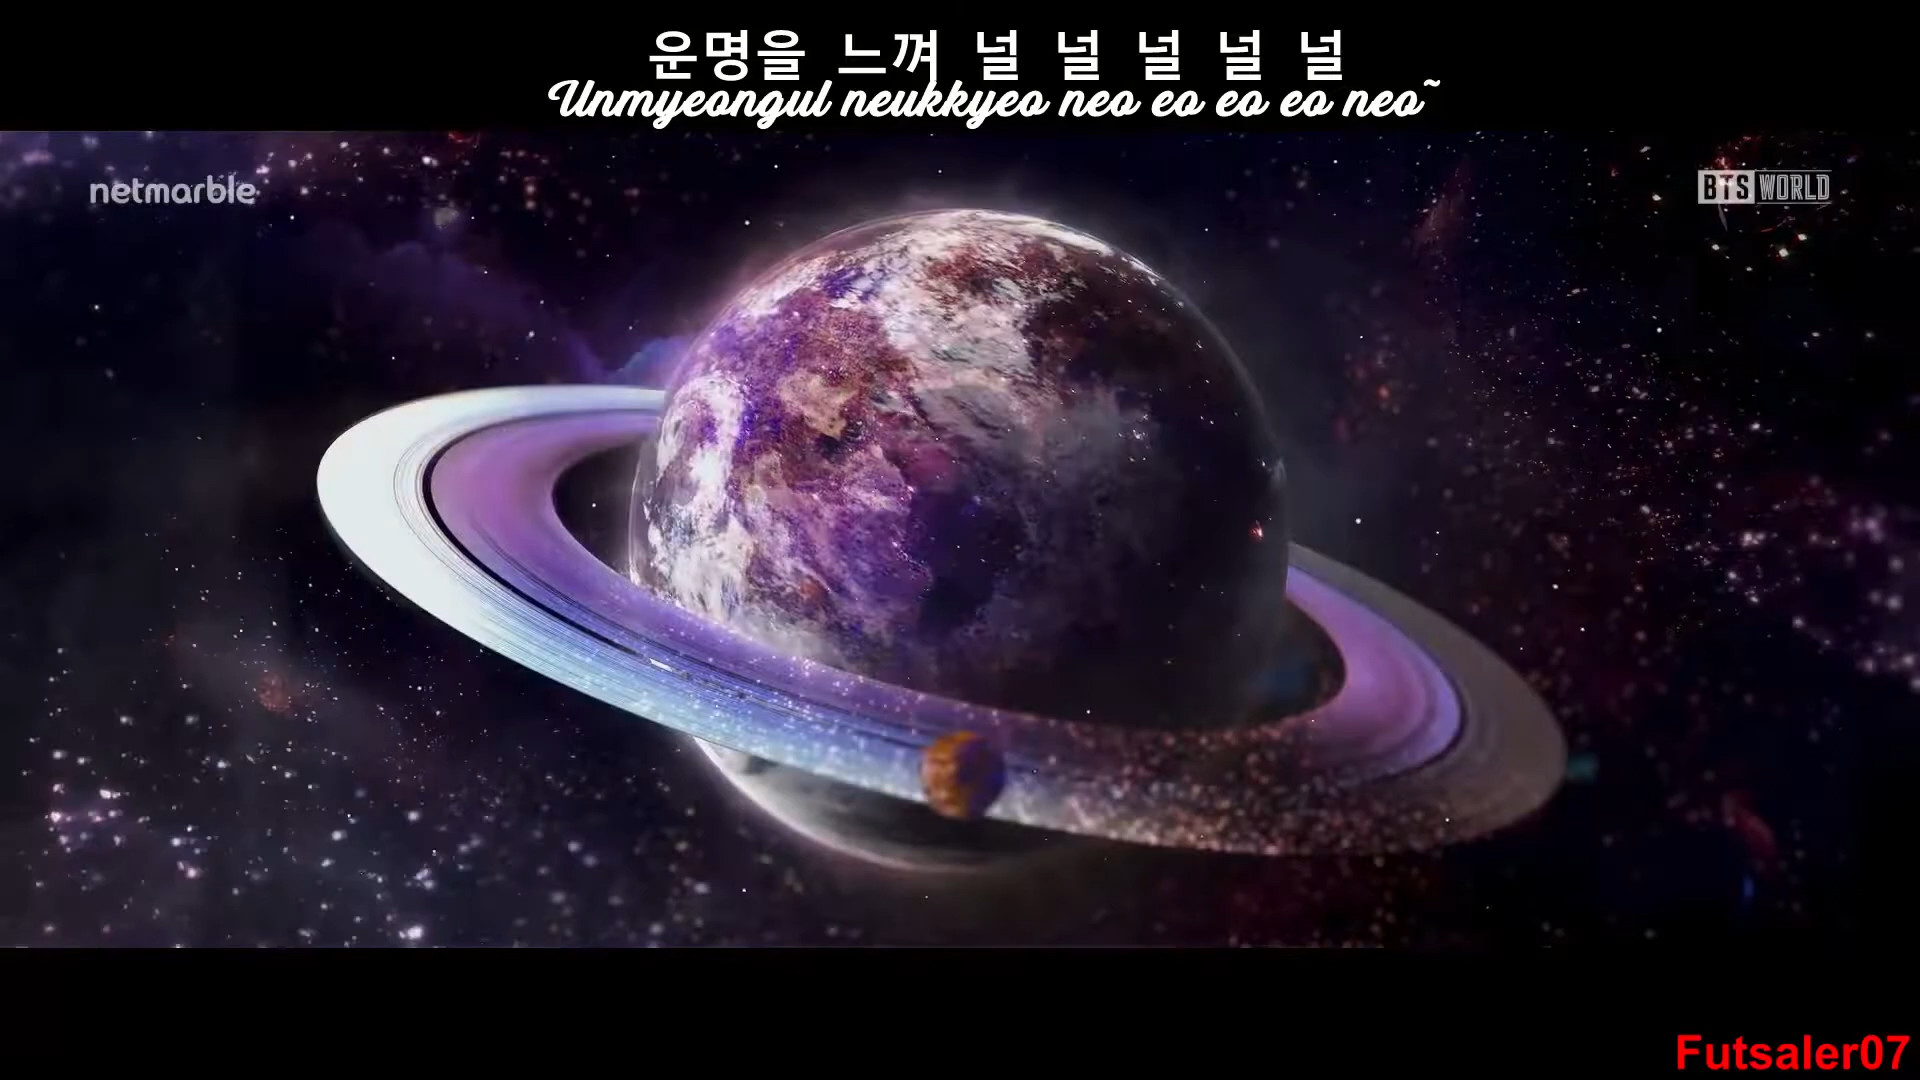 운명을 느껴 널 널 널 널 널
Unmyeongul neukkyeo neo eo eo eo neo~
netmarble
BTS WORLD
Futsaler07